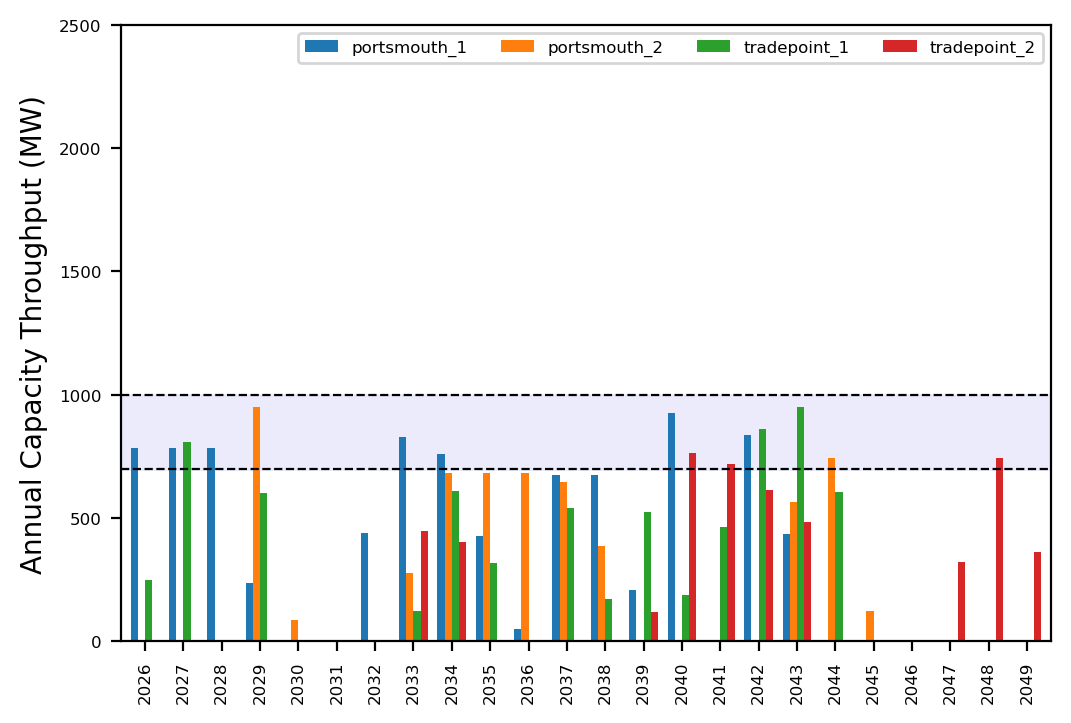 2500
2000
1500
1000
500
0
Annual Capacity Throughput (MW)
portsmouth_1 portsmouth_2 tradepoint_1 tradepoint_2
2026 2027 2028 2029 2030 2031 2032 2033 2034 2035 2036 2037 2038 2039 2040 2041 2042 2043 2044 2045 2046 2047 2048 2049